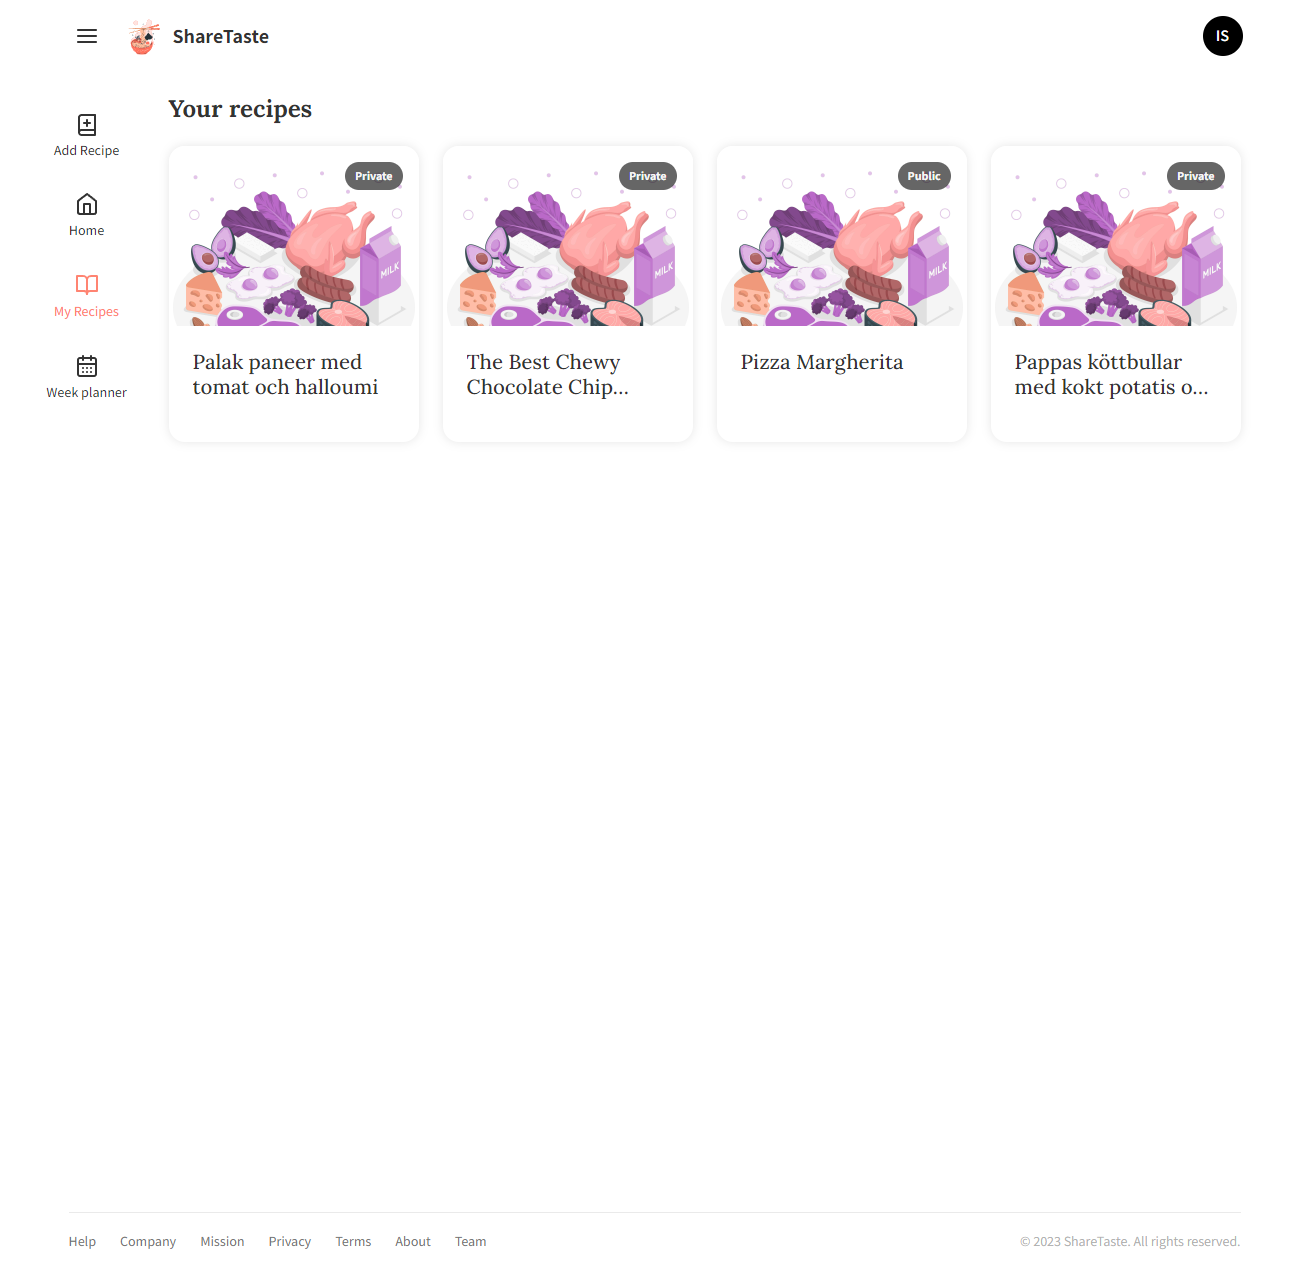 ShareTaste
IS
Add Recipe
Home
My Recipes
Week planner
Your recipes
Private
MILK
Palak paneer med
tomat och halloumi
Private
MILK
The Best Chewy
Chocolate Chip...
Public
MILK
Pizza Margherita
Private
MILK
Pappas köttbullar
med kokt potatis o...
Help
Company
Mission
Privacy
Terms
About
Team
© 2023 ShareTaste. All rights reserved.